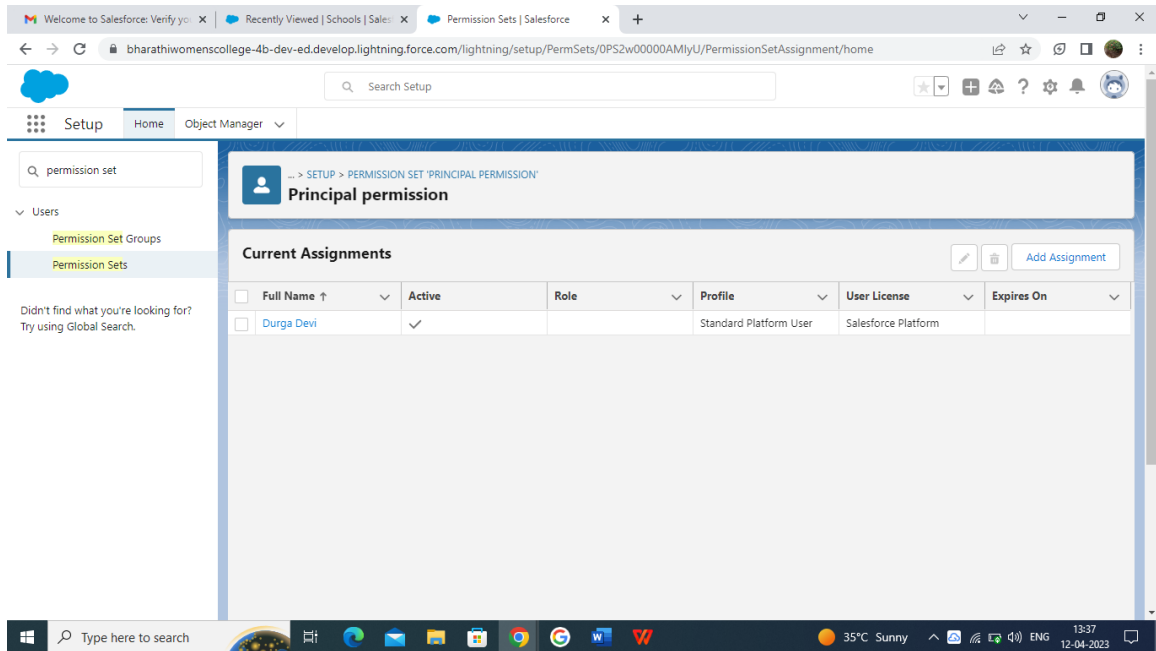 Welcome to Salesforce: Verify you
Recently Viewed | Schools | Sales
Permission Sets | Salesforce
bharathiwomenscollege-4b-dev-ed.develop.lightning.force.com/lightning/setup/PermSets/0PS2w00000AMIyU/PermissionSetAssignment/home
Search Setup
Setup Home Object Manager
permission set
Users
Permission Set Groups
Permission Sets
Didn't find what you're looking for?
Try using Global Search.
... > SETUP > PERMISSION SET 'PRINCIPAL PERMISSION'
Principal permission
Current Assignments
Add Assignment
Full Name ↑ Active Role Profile User License Expires On
Durga Devi Standard Platform User Salesforce Platform
Type here to search
35°C Sunny
ENG
13:37
12-04-2023